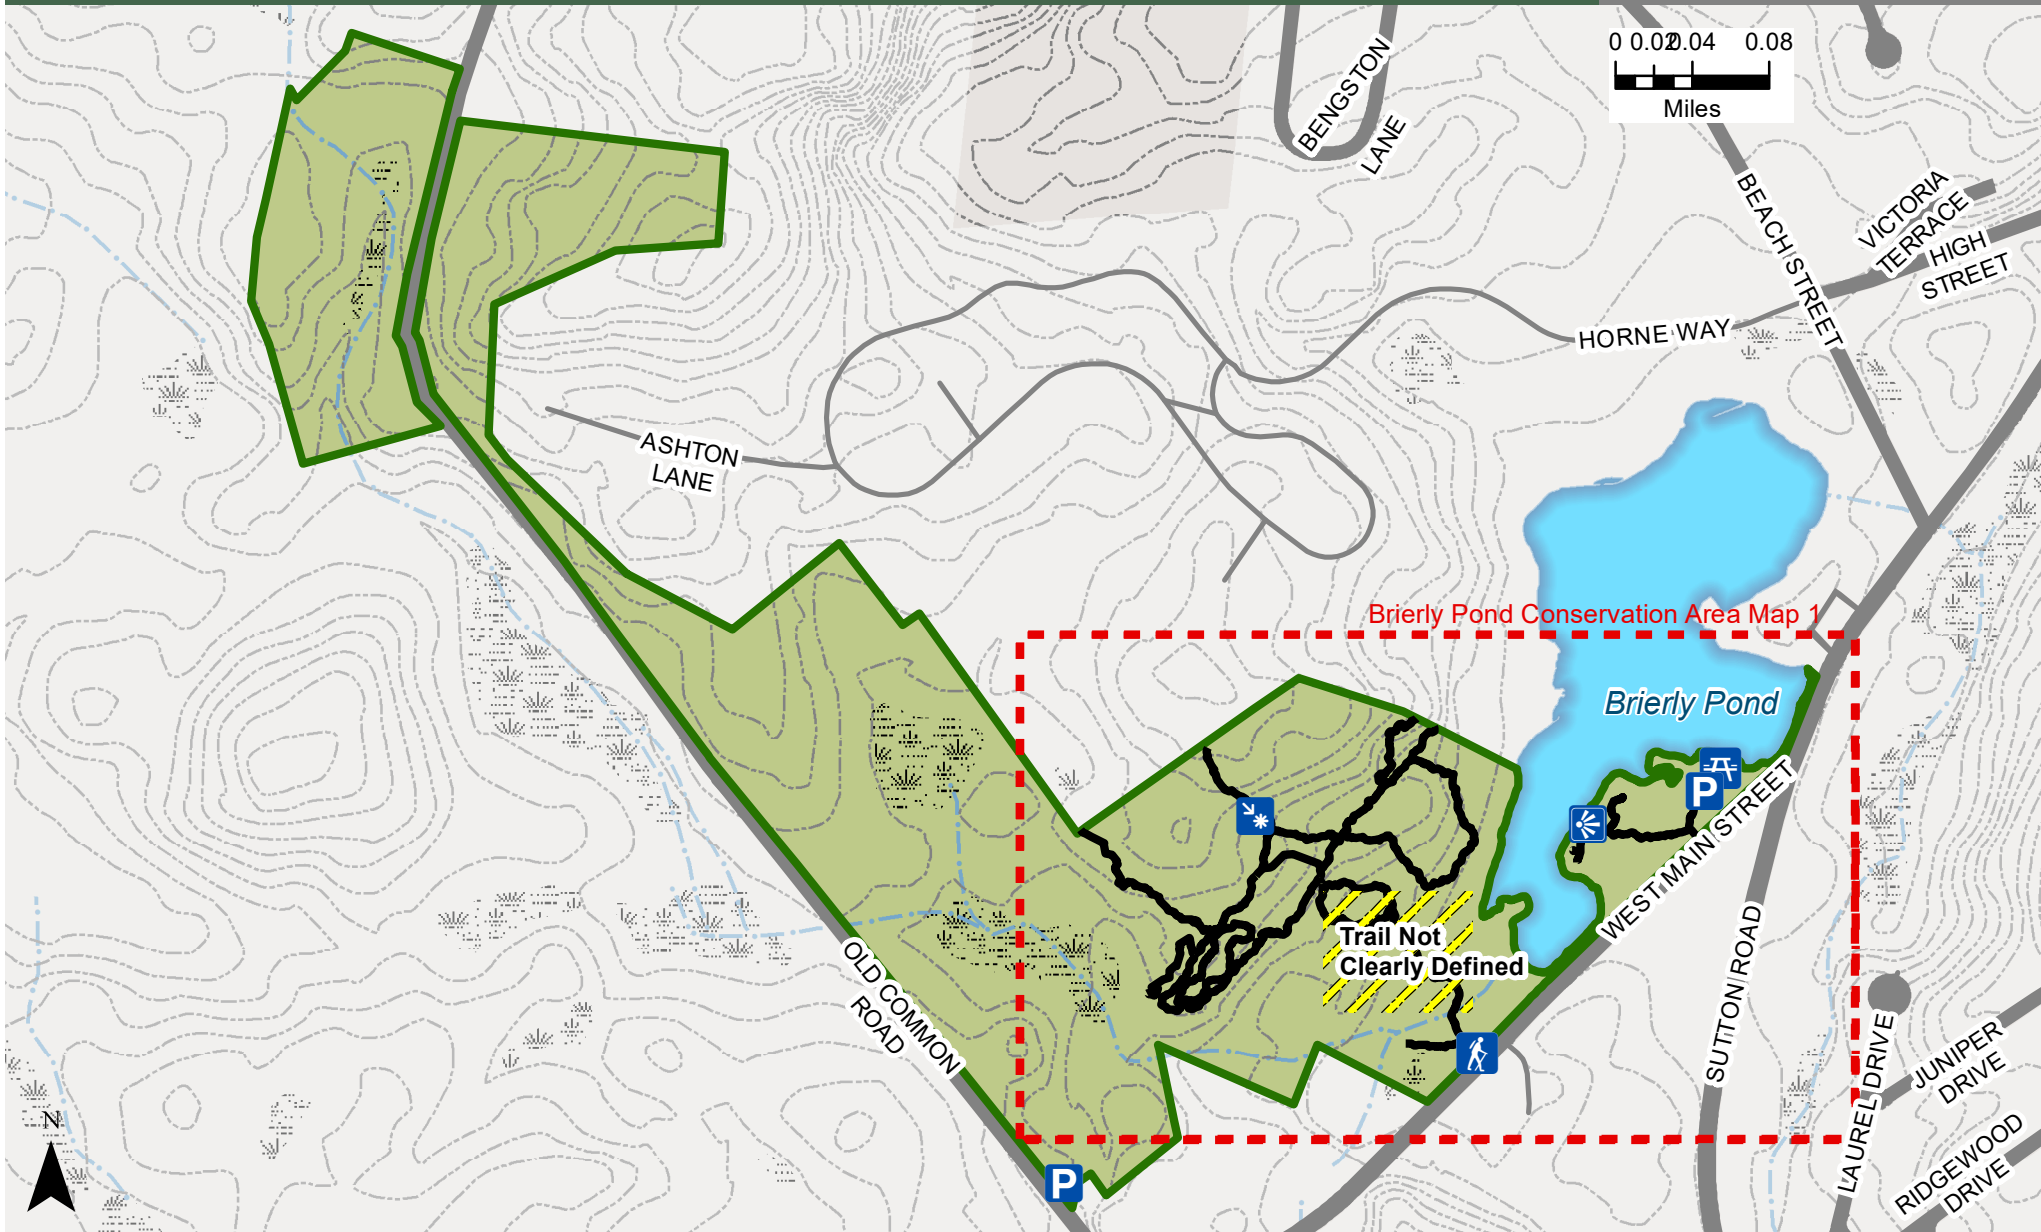 0 0.02 0.04 0.08
Miles
BENGSTON
LANE
BEACH STREET
VICTORIA
TERRACE
HIGH
STREET
HORNE WAY
ASHTON
LANE
Brierly Pond Conservation Area Map 1
Brierly Pond
P
WEST MAIN STREET
Trail Not
Clearly Defined
OLD COMMON
ROAD
SUTTON ROAD
LAUREL DRIVE
JUNIPER
DRIVE
RIDGEWOOD
DRIVE
N
P